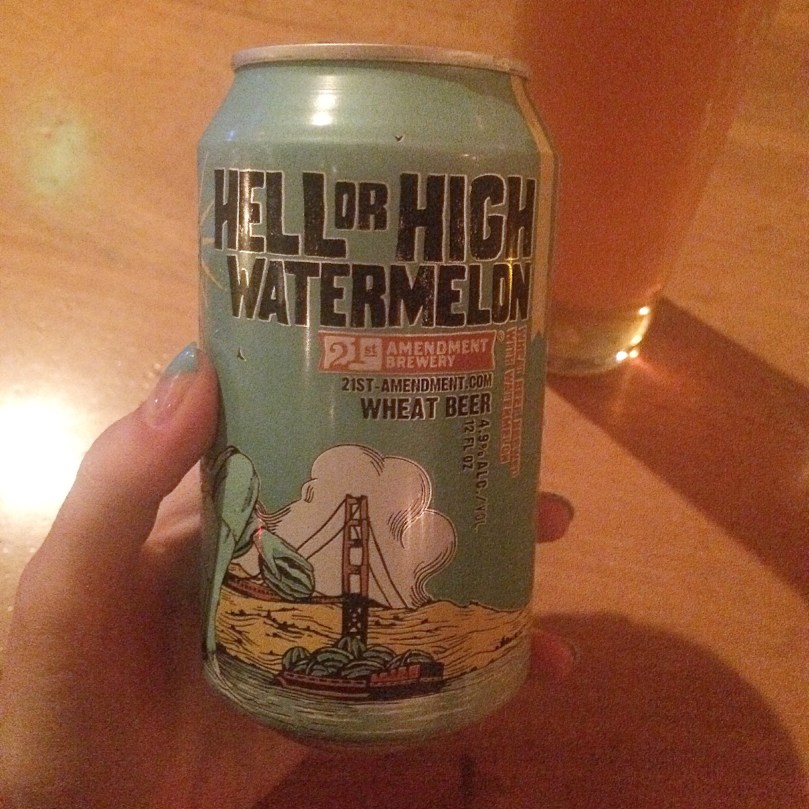 HELL OR HIGH
WATERMELON
21st AMENDMENT
BREWERY
21ST-AMENDMENT.COM
WHEAT BEER
4.9% ALC./VOL.
12 FL OZ